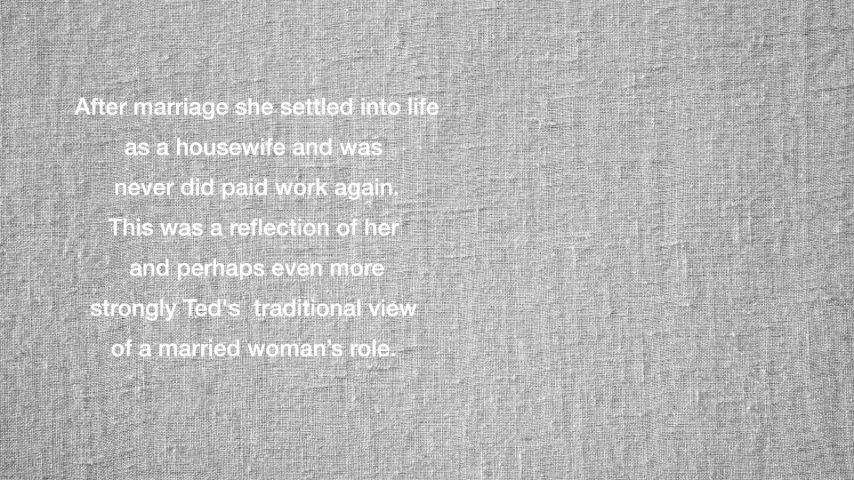 After marriage she settled into life
as a housewife and was
never did paid work again.
This was a reflection of her
and perhaps even more
strongly Ted's  traditional view
of a married woman’s role.